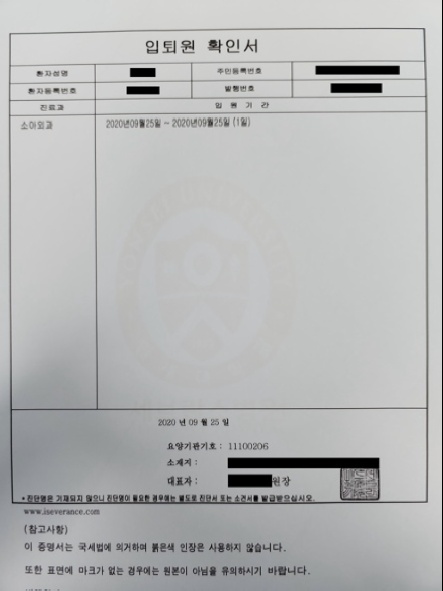 입퇴원 확인서
환자성명 주민등록번호
환자등록번호 발행번호
진료과 입 원 기 간
소아외과 2020년09월25일 ~ 2020년09월25일 (1일)
2020 년 09 월 25 일
요양기관기호 : 11100206
소재지 :
대표자 : 원장
* 진단명은 기재되지 않으니 진단명이 필요한 경우에는 별도로 진단서 또는 소견서를 발급받으십시오.
www.iseverance.com
(참고사항)
이 증명서는 국세법에 의거하며 붉은색 인장은 사용하지 않습니다.
또한 표면에 마크가 없는 경우에는 원본이 아님을 유의하시기 바랍니다.